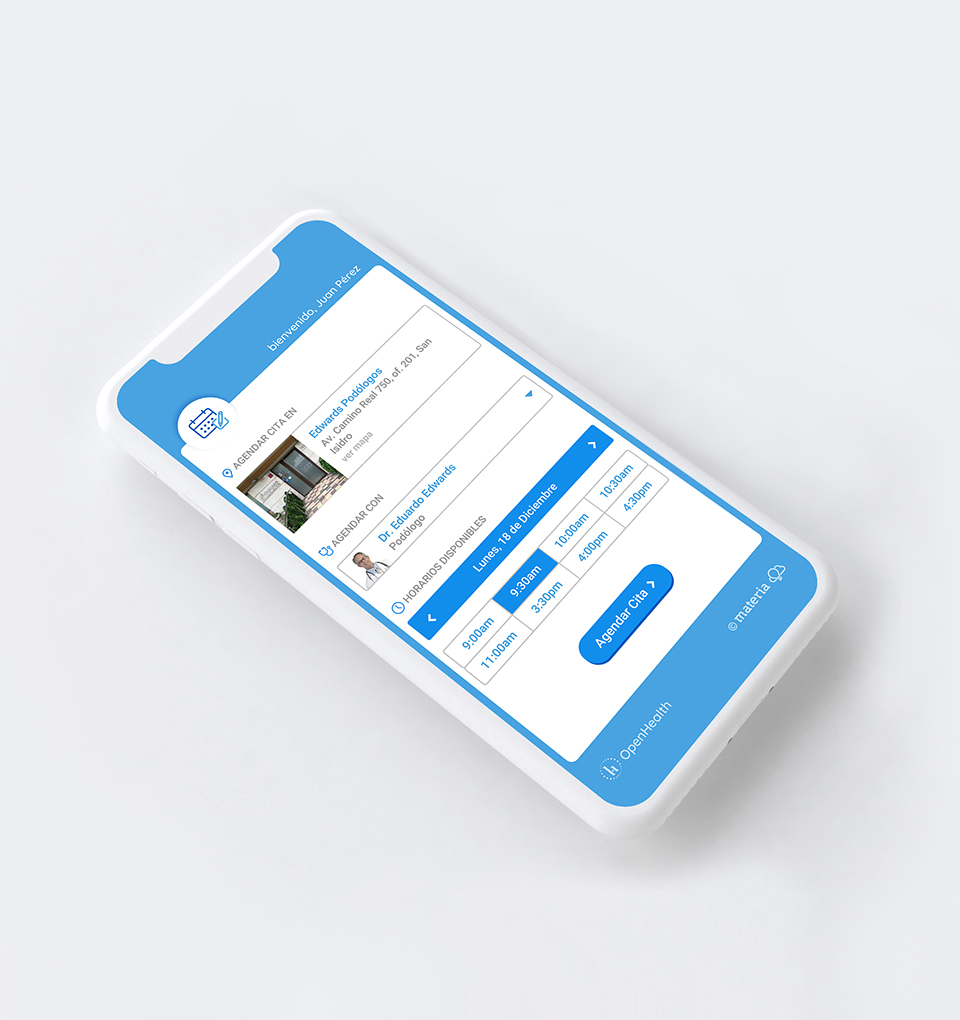 bienvenido, Juan Pérez
AGENDAR CITA EN
Edwards Podólogos
Av. Camino Real 750, of. 201, San
Isidro
ver mapa
AGENDAR CON
Dr. Eduardo Edwards
Podólogo
HORARIOS DISPONIBLES
Lunes, 18 de Diciembre
9:00am 9:30am 10:00am 10:30am
11:00am 3:30pm 4:00pm 4:30pm
Agendar Cita
OpenHealth
© materia